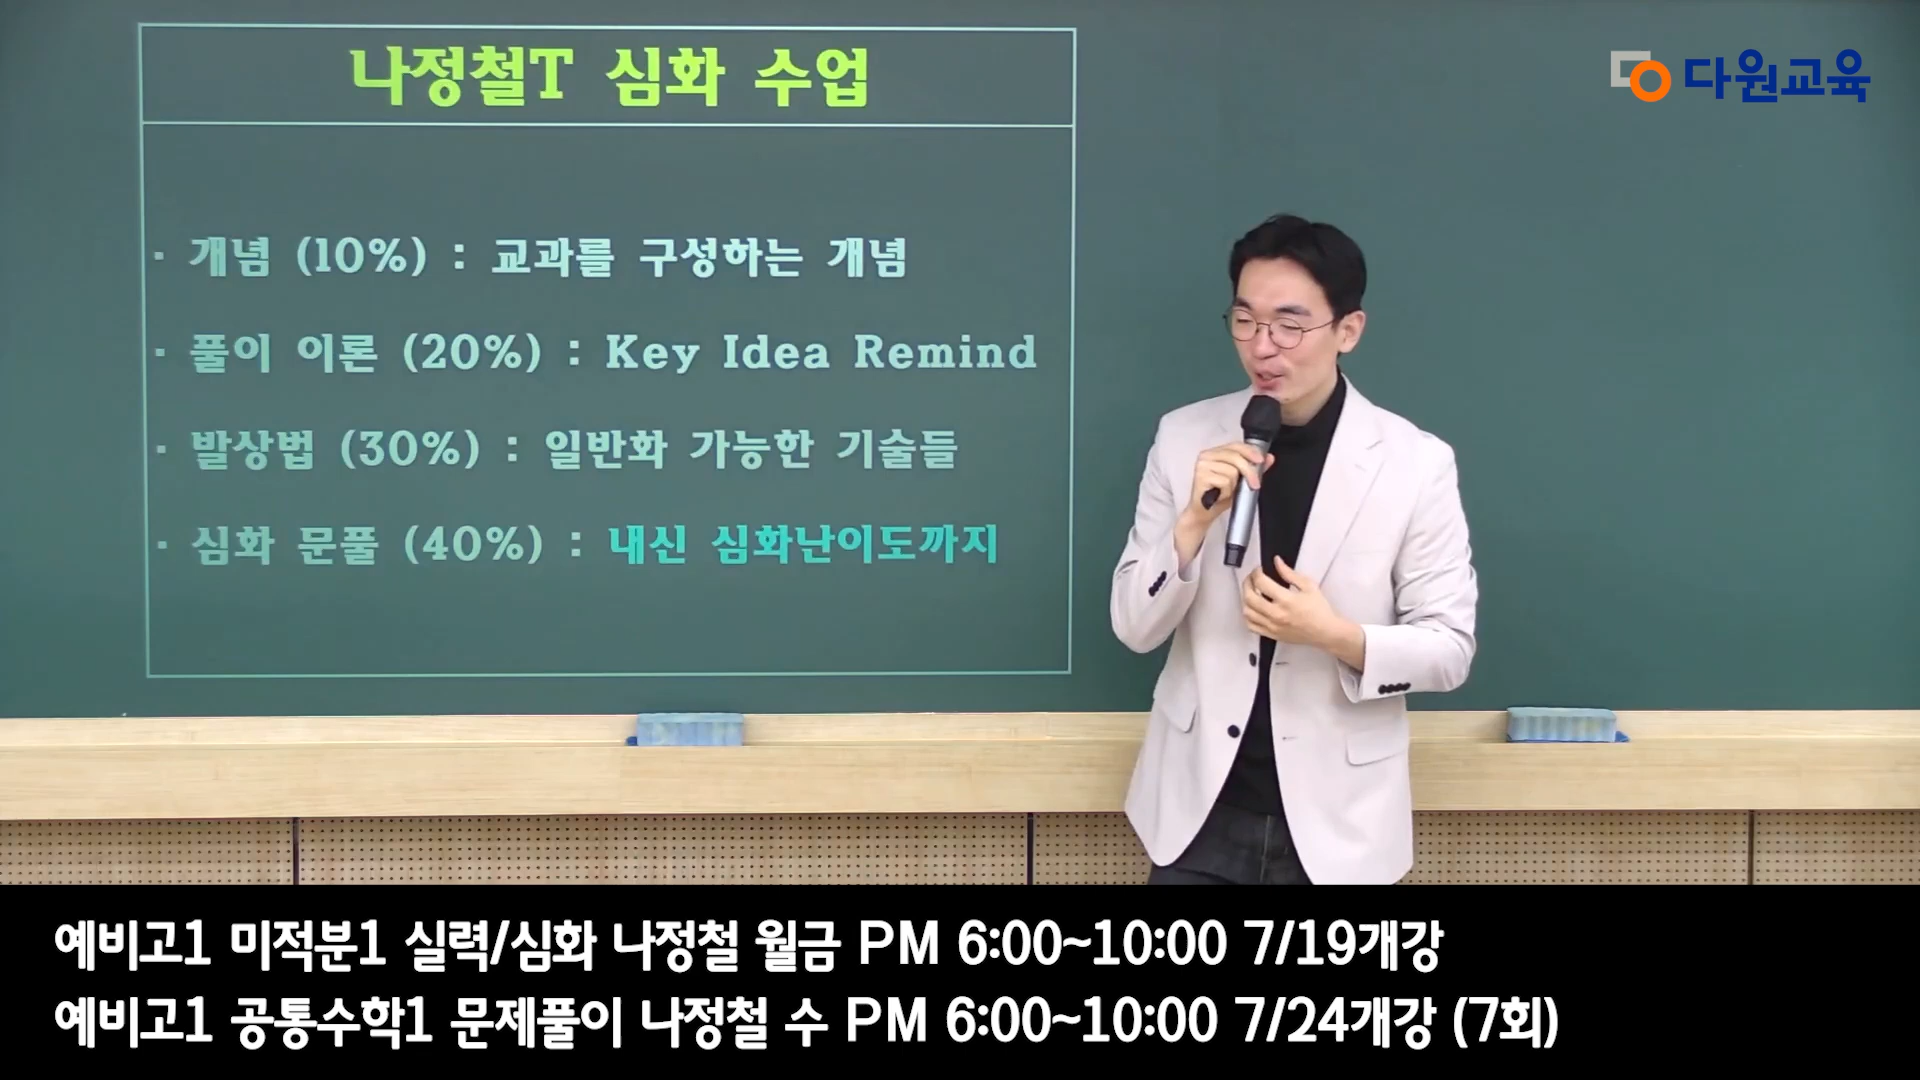 나정철T 심화 수업
다원교육
· 개념 (10%) : 교과를 구성하는 개념
· 풀이 이론 (20%) : Key Idea Remind
· 발상법 (30%) : 일반화 가능한 기술들
· 심화 문풀 (40%) : 내신 심화난이도까지
예비고1 미적분1 실력/심화 나정철 월금 PM 6:00~10:00 7/19개강
예비고1 공통수학1 문제풀이 나정철 수 PM 6:00~10:00 7/24개강 (7회)